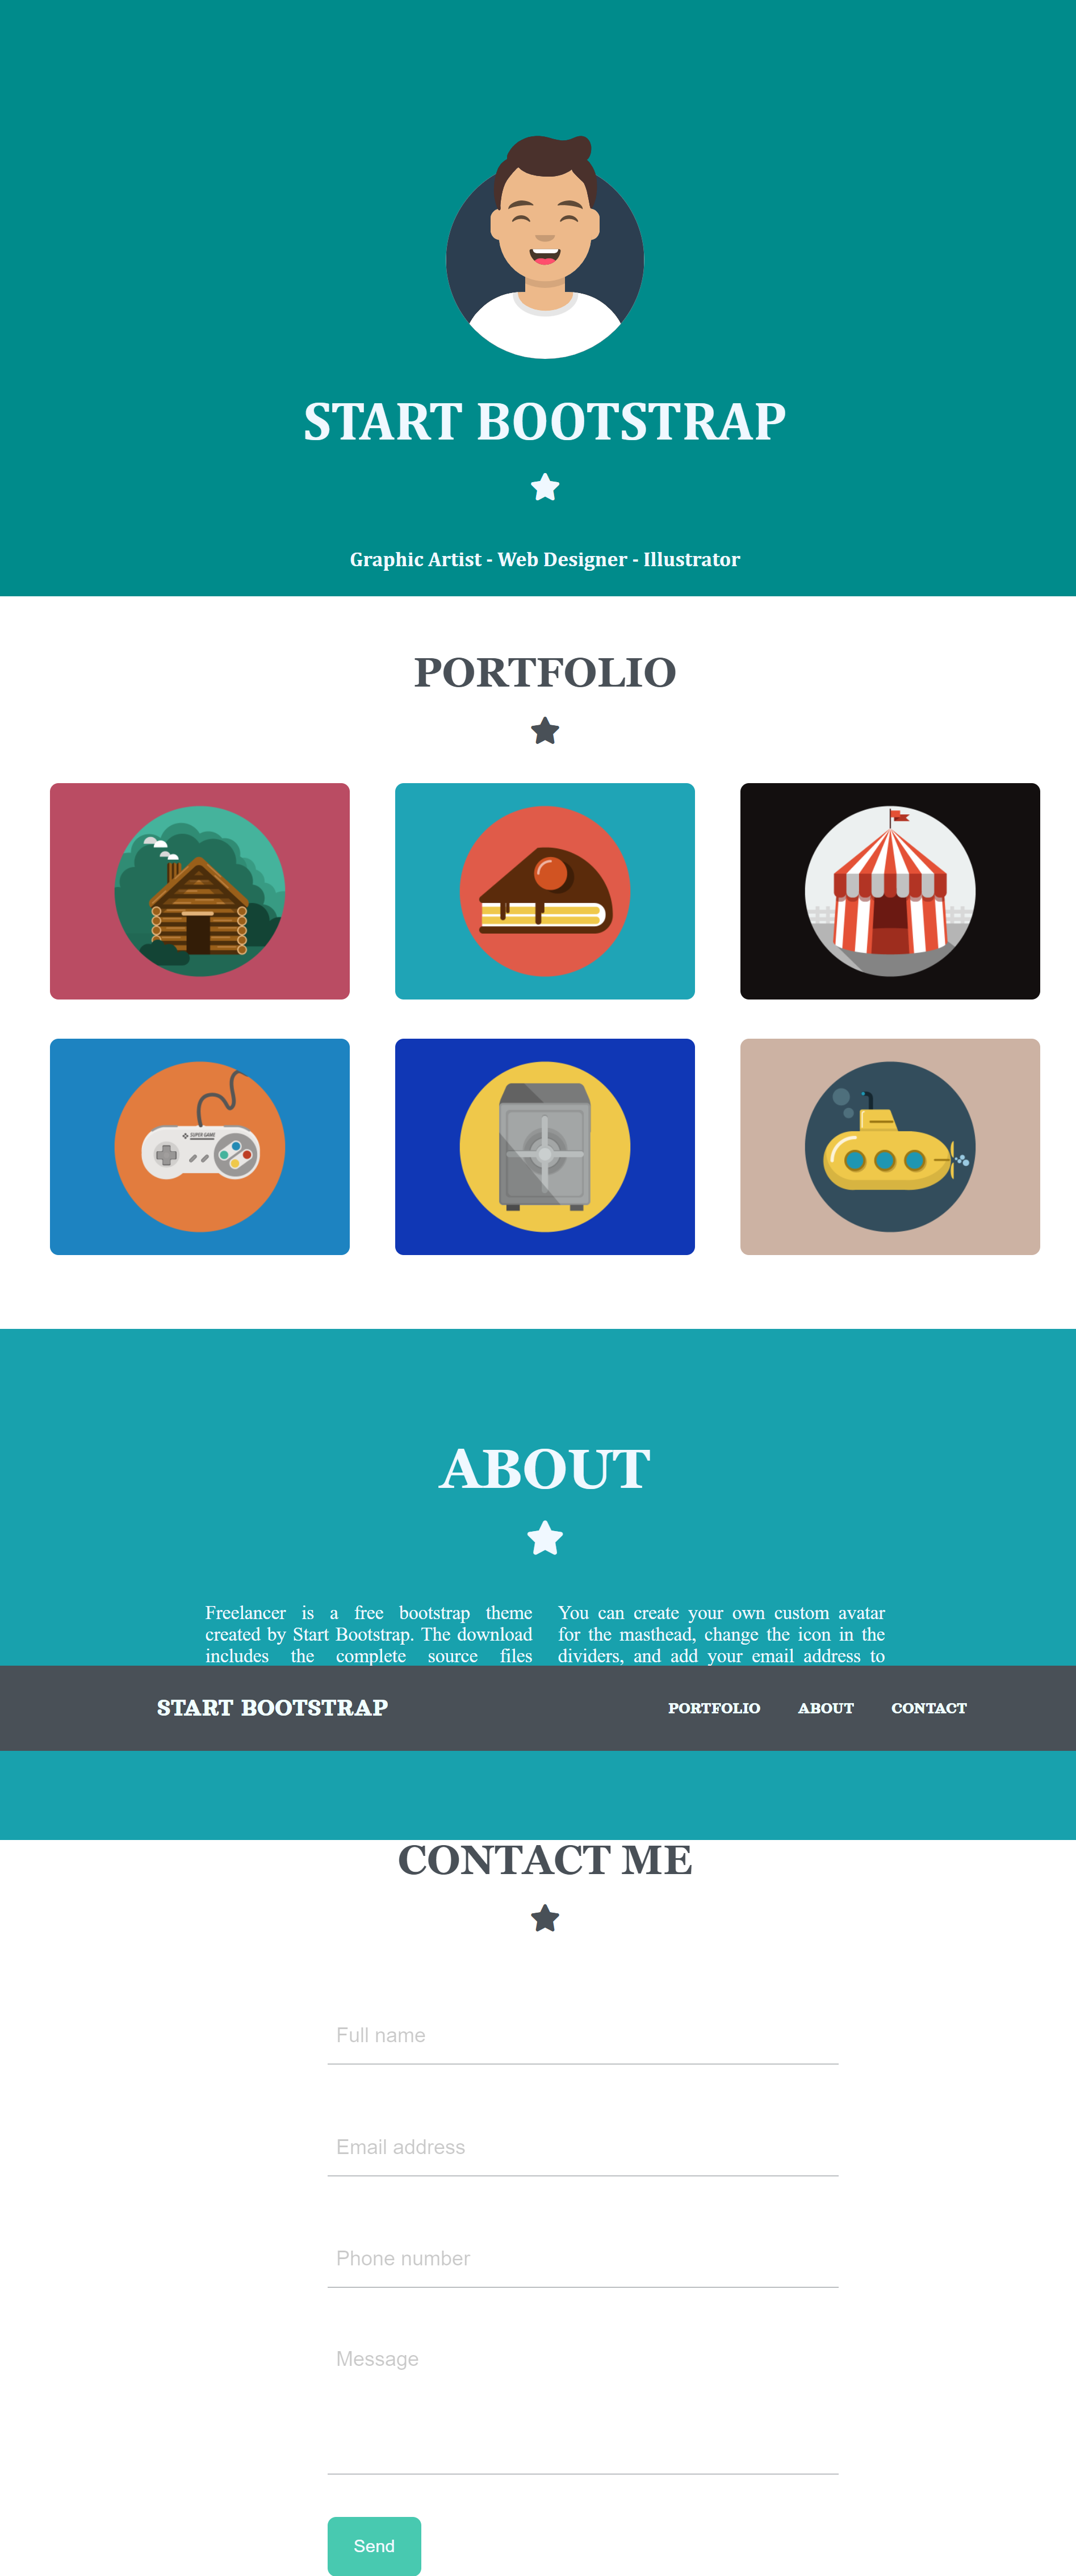 START BOOTSTRAP
Graphic Artist - Web Designer - Illustrator
PORTFOLIO
SUPER GAME
ABOUT
Freelancer is a free bootstrap theme
created by Start Bootstrap. The download
includes the complete source files
You can create your own custom avatar
for the masthead, change the icon in the
dividers, and add your email address to
START BOOTSTRAP
PORTFOLIO ABOUT CONTACT
CONTACT ME
Full name
Email address
Phone number
Message
Send